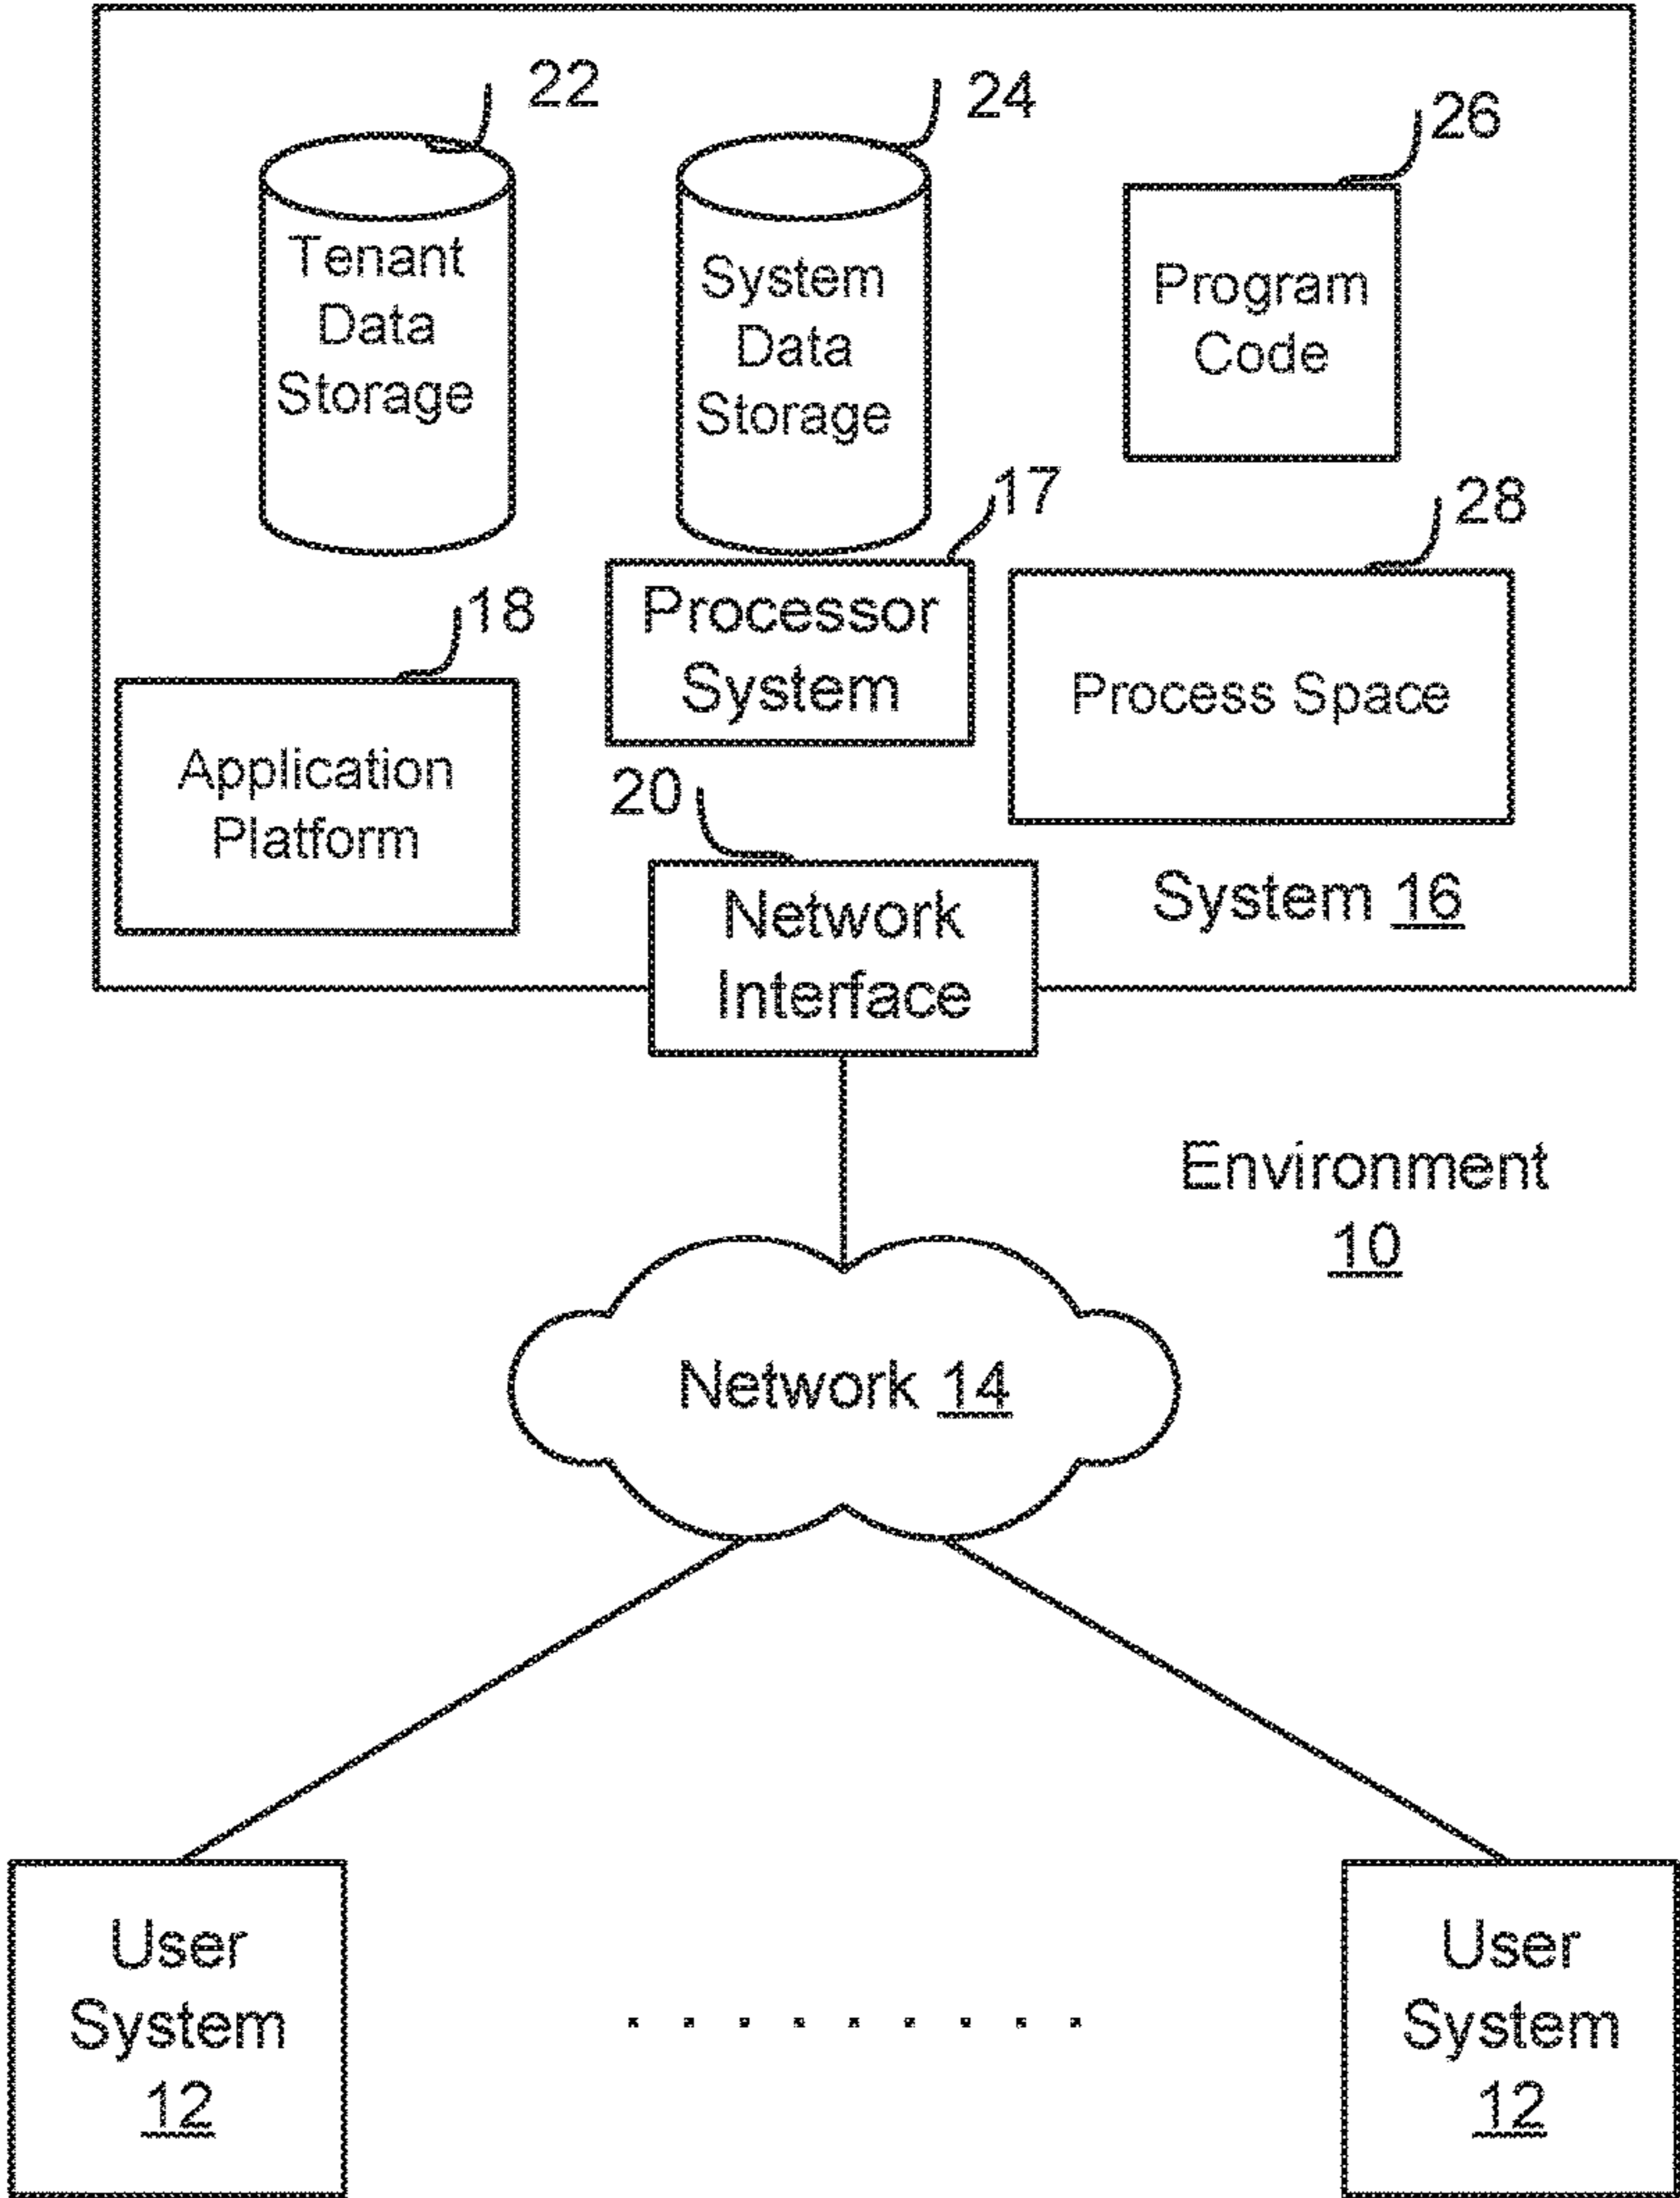 22
24
26
Tenant
Data
Storage
System
Data
Storage
Program
Code
17
28
18
Processor
System
Process Space
Application
Platform
20
System 16
Network
Interface
Environment
10
Network 14
User
System
12
User
System
12